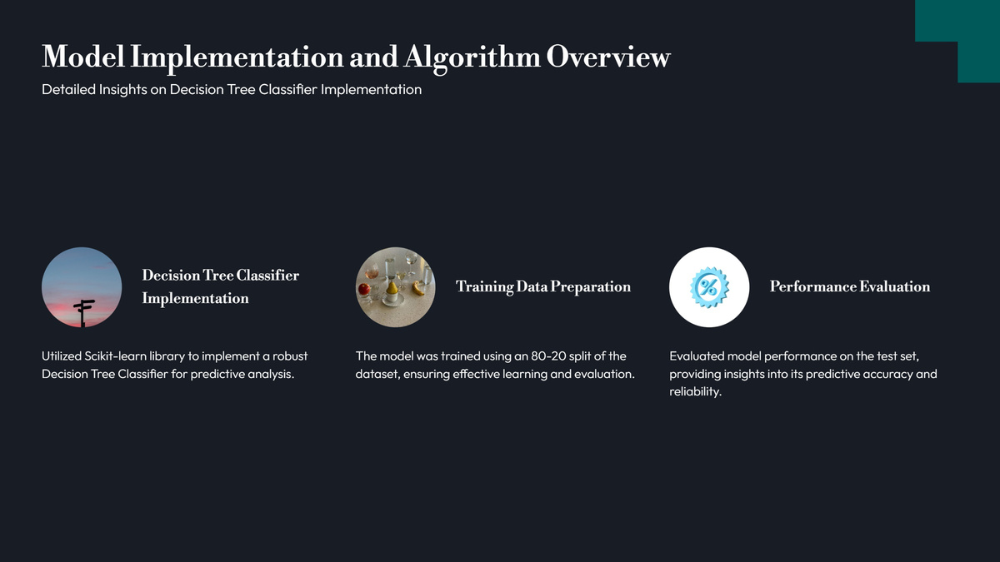 Model Implementation and Algorithm Overview
Detailed Insights on Decision Tree Classifier Implementation
Decision Tree Classifier
Implementation
Utilized Scikit-learn library to implement a robust
Decision Tree Classifier for predictive analysis.
Training Data Preparation
The model was trained using an 80-20 split of the
dataset, ensuring effective learning and evaluation.
%
Performance Evaluation
Evaluated model performance on the test set,
providing insights into its predictive accuracy and
reliability.